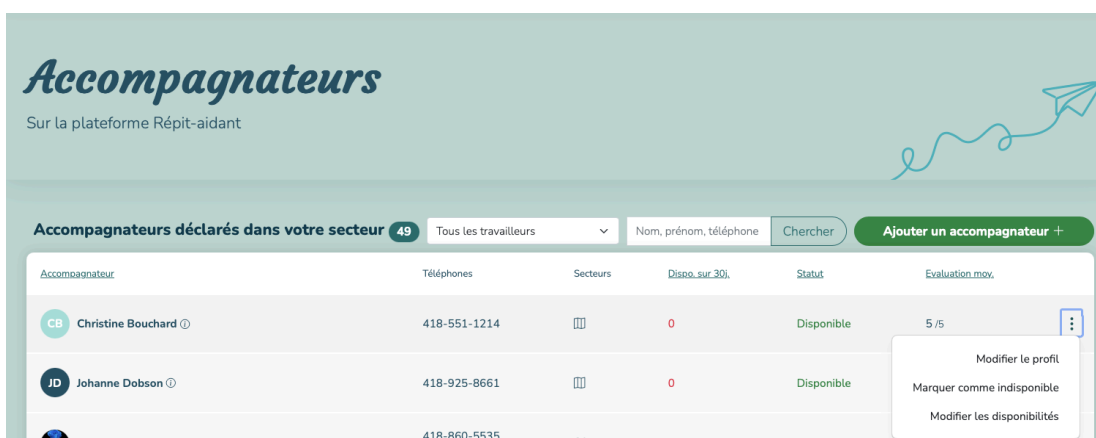 Accompagnateurs
Sur la plateforme Répit-aidant
Accompagnateurs déclarés dans votre secteur 49 Tous les travailleurs Nom, prénom, téléphone Chercher Ajouter un accompagnateur +
Accompagnateur Téléphones Secteurs Dispo. sur 30j. Statut Evaluation moy.
CB Christine Bouchard 418-551-1214 0 Disponible 5 /5
Modifier le profil
JD Johanne Dobson 418-925-8661 0 Disponible Marquer comme indisponible
Modifier les disponibilités
418-860-5535